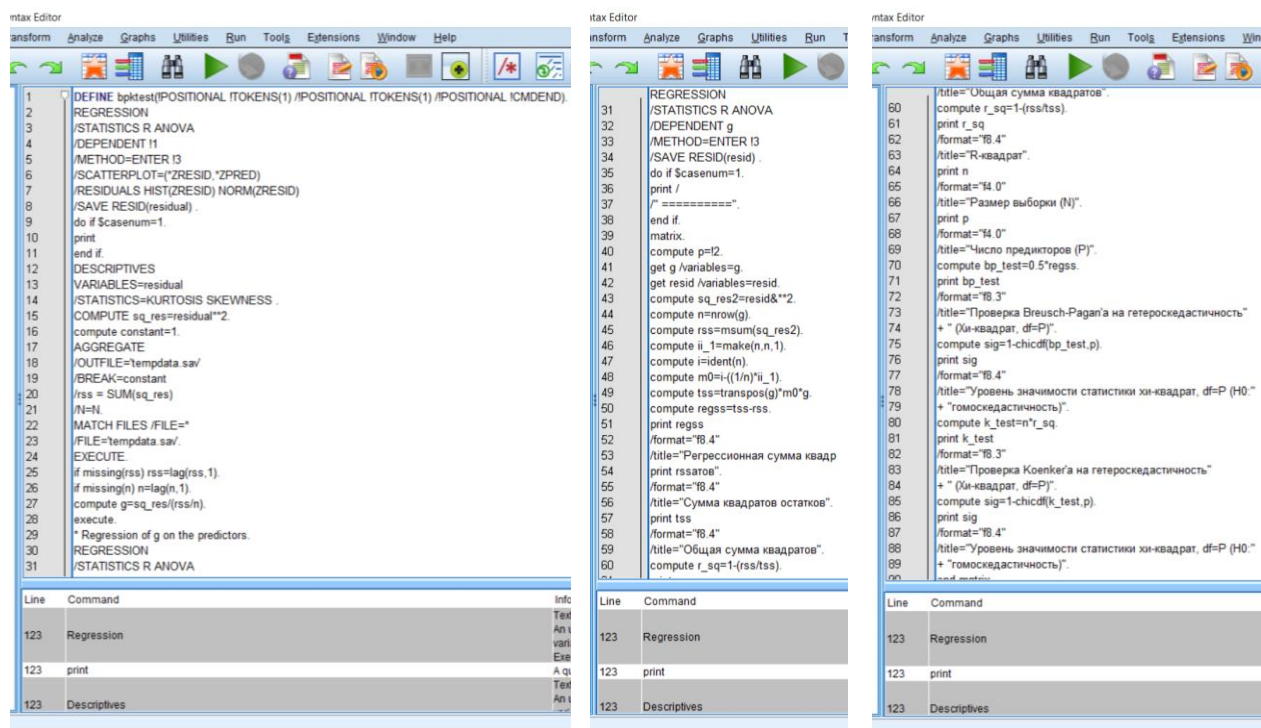 ntax Editor
ransform Analyze Graphs Utilities Run Tools Extensions Window Help
1 DEFINE bpktest(!POSITIONAL !TOKENS(1) /!POSITIONAL !TOKENS(1) /!POSITIONAL !CMDEND).
2 REGRESSION
3 /STATISTICS R ANOVA
4 /DEPENDENT !1
5 /METHOD=ENTER !3
6 /SCATTERPLOT=(*ZRESID,*ZPRED)
7 /RESIDUALS HIST(ZRESID) NORM(ZRESID)
8 /SAVE RESID(residual) .
9 do if $casenum=1.
10 print
11 end if.
12 DESCRIPTIVES
13 VARIABLES=residual
14 /STATISTICS=KURTOSIS SKEWNESS .
15 COMPUTE sq_res=residual**2.
16 compute constant=1.
17 AGGREGATE
18 /OUTFILE='tempdata.sav'
19 /BREAK=constant
20 /rss = SUM(sq_res)
21 /N=N.
22 MATCH FILES /FILE=*
23 /FILE='tempdata.sav'.
24 EXECUTE.
25 if missing(rss) rss=lag(rss,1).
26 if missing(n) n=lag(n,1).
27 compute g=sq_res/(rss/n).
28 execute.
29 * Regression of g on the predictors.
30 REGRESSION
31 /STATISTICS R ANOVA
Line Command Info
Text
An u
vari
Exe
123 Regression
123 print A qu
Text
An u
123 Descriptives
ntax Editor
ansform Analyze Graphs Utilities Run T
REGRESSION
31 /STATISTICS R ANOVA
32 /DEPENDENT g
33 /METHOD=ENTER !3
34 /SAVE RESID(resid) .
35 do if $casenum=1.
36 print /
37 /" ==========".
38 end if.
39 matrix.
40 compute p=!2.
41 get g /variables=g.
42 get resid /variables=resid.
43 compute sq_res2=resid&**2.
44 compute n=nrow(g).
45 compute rss=msum(sq_res2).
46 compute ii_1=make(n,n,1).
47 compute i=ident(n).
48 compute m0=i-((1/n)*ii_1).
49 compute tss=transpos(g)*m0*g.
50 compute regss=tss-rss.
51 print regss
52 /format="f8.4"
53 /title="Регрессионная сумма квадр
54 print rssатов".
55 /format="f8.4"
56 /title="Сумма квадратов остатков".
57 print tss
58 /format="f8.4"
59 /title="Общая сумма квадратов".
60 compute r_sq=1-(rss/tss).
Line Command
123 Regression
123 print
123 Descriptives
yntax Editor
ransform Analyze Graphs Utilities Run Tools Extensions Win
/title="Общая сумма квадратов".
60 compute r_sq=1-(rss/tss).
61 print r_sq
62 /format="f8.4"
63 /title="R-квадрат".
64 print n
65 /format="f4.0"
66 /title="Размер выборки (N)".
67 print p
68 /format="f4.0"
69 /title="Число предикторов (P)".
70 compute bp_test=0.5*regss.
71 print bp_test
72 /format="f8.3"
73 /title="Проверка Breusch-Pagan'а на гетероскедастичность"
74 + " (Хи-квадрат, df=P)".
75 compute sig=1-chicdf(bp_test,p).
76 print sig
77 /format="f8.4"
78 /title="Уровень значимости статистики хи-квадрат, df=P (H0:"
79 + "гомоскедастичность)".
80 compute k_test=n*r_sq.
81 print k_test
82 /format="f8.3"
83 /title="Проверка Koenker'а на гетероскедастичность"
84 + " (Хи-квадрат, df=P)".
85 compute sig=1-chicdf(k_test,p).
86 print sig
87 /format="f8.4"
88 /title="Уровень значимости статистики хи-квадрат, df=P (H0:"
89 + "гомоскедастичность)".
90 end matrix
Line Command
123 Regression
123 print
123 Descriptives